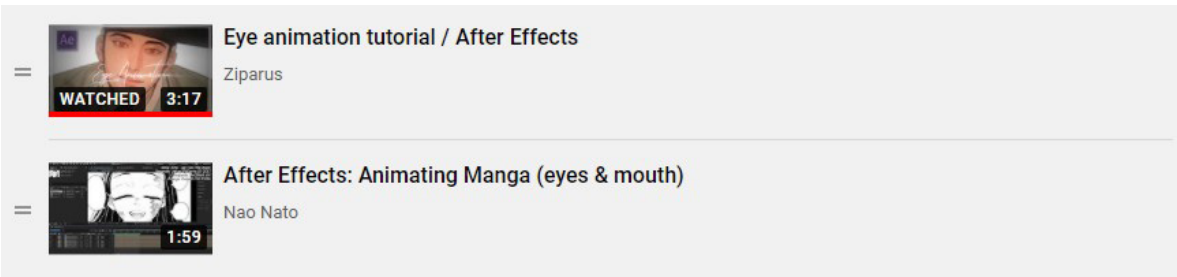 Eye animation tutorial / After Effects
Ziparus
Ae
WATCHED 3:17
After Effects: Animating Manga (eyes & mouth)
Nao Nato
1:59